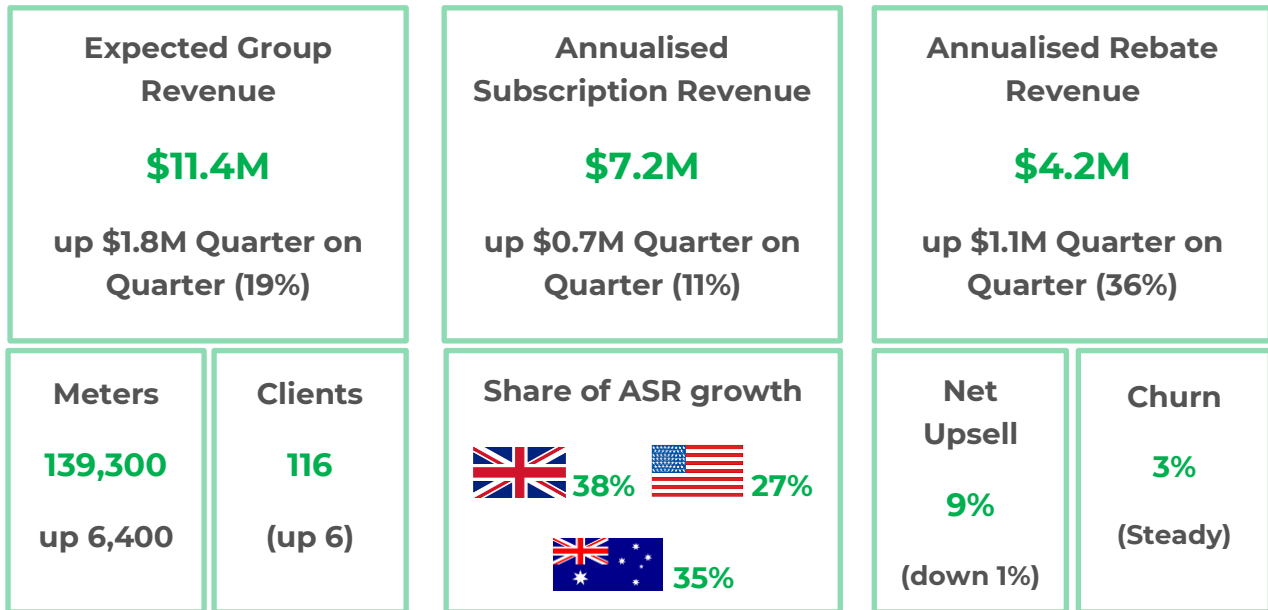 Expected Group
Revenue
$11.4M
up $1.8M Quarter on
Quarter (19%)
Annualised
Subscription Revenue
$7.2M
up $0.7M Quarter on
Quarter (11%)
Annualised Rebate
Revenue
$4.2M
up $1.1M Quarter on
Quarter (36%)
Meters
139,300
up 6,400
Clients
116
(up 6)
Share of ASR growth
38%
27%
35%
Net
Upsell
9%
(down 1%)
Churn
3%
(Steady)